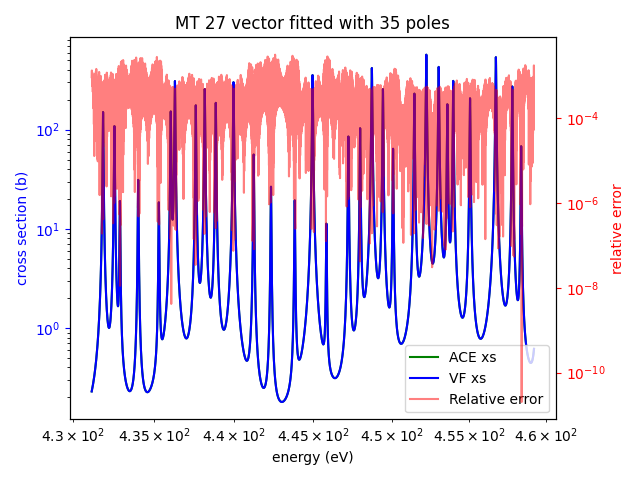 MT 27 vector fitted with 35 poles
10²
10¹
10⁰
cross section (b)
10⁻⁴
10⁻⁶
10⁻⁸
10⁻¹⁰
relative error
ACE xs
VF xs
Relative error
4.3 × 10² 4.35 × 10² 4.4 × 10² 4.45 × 10² 4.5 × 10² 4.55 × 10² 4.6 × 10²
energy (eV)